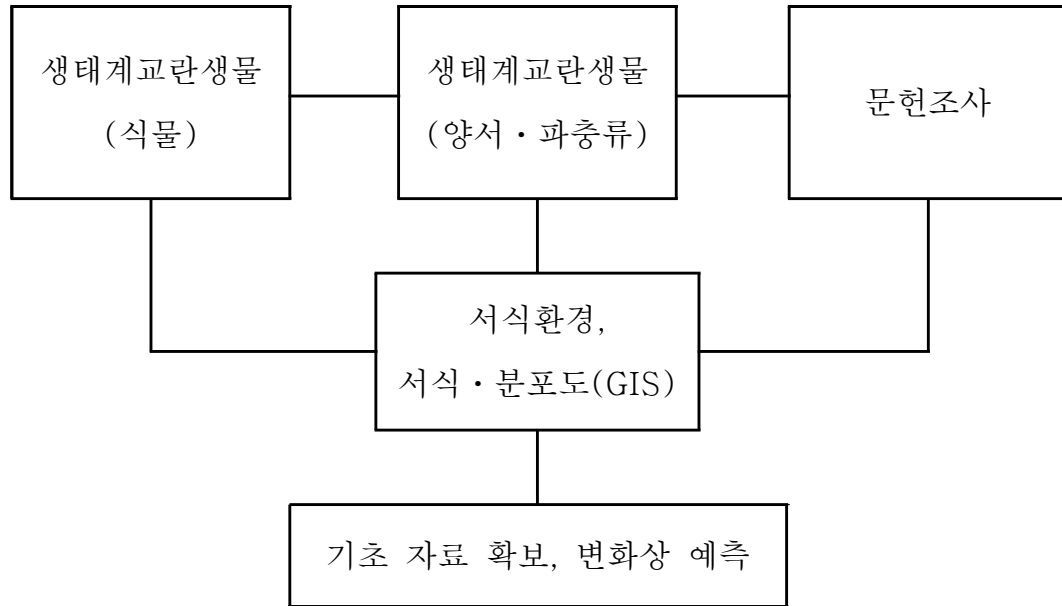 생태계교란생물
(식물)
생태계교란생물
(양서・파충류)
문헌조사
서식환경,
서식・분포도(GIS)
기초 자료 확보, 변화상 예측